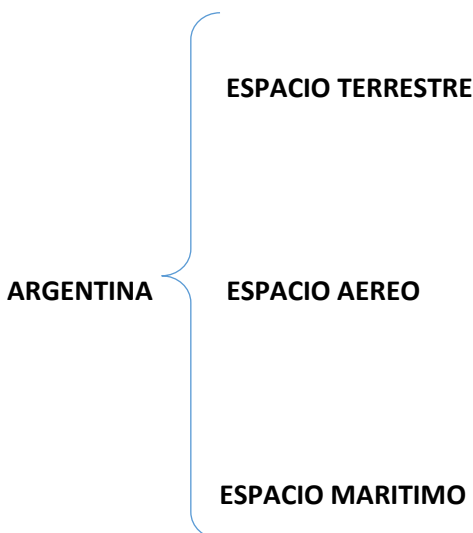 ESPACIO TERRESTRE
ARGENTINA
ESPACIO AEREO
ESPACIO MARITIMO